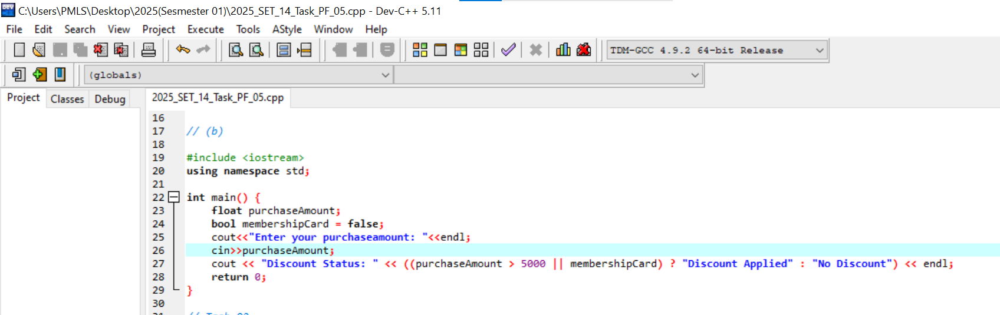 C:\Users\PMLS\Desktop\2025(Sesmester 01)\2025_SET_14_Task_PF_05.cpp - Dev-C++ 5.11
File Edit Search View Project Execute Tools AStyle Window Help
TDM-GCC 4.9.2 64-bit Release
(globals)
Project Classes Debug 2025_SET_14_Task_PF_05.cpp
16
17 // (b)
18
19 #include <iostream>
20 using namespace std;
21
22 int main() {
23 float purchaseAmount;
24 bool membershipCard = false;
25 cout<<"Enter your purchaseamount: "<<endl;
26 cin>>purchaseAmount;
27 cout << "Discount Status: " << ((purchaseAmount > 5000 || membershipCard) ? "Discount Applied" : "No Discount") << endl;
28 return 0;
29 }
30